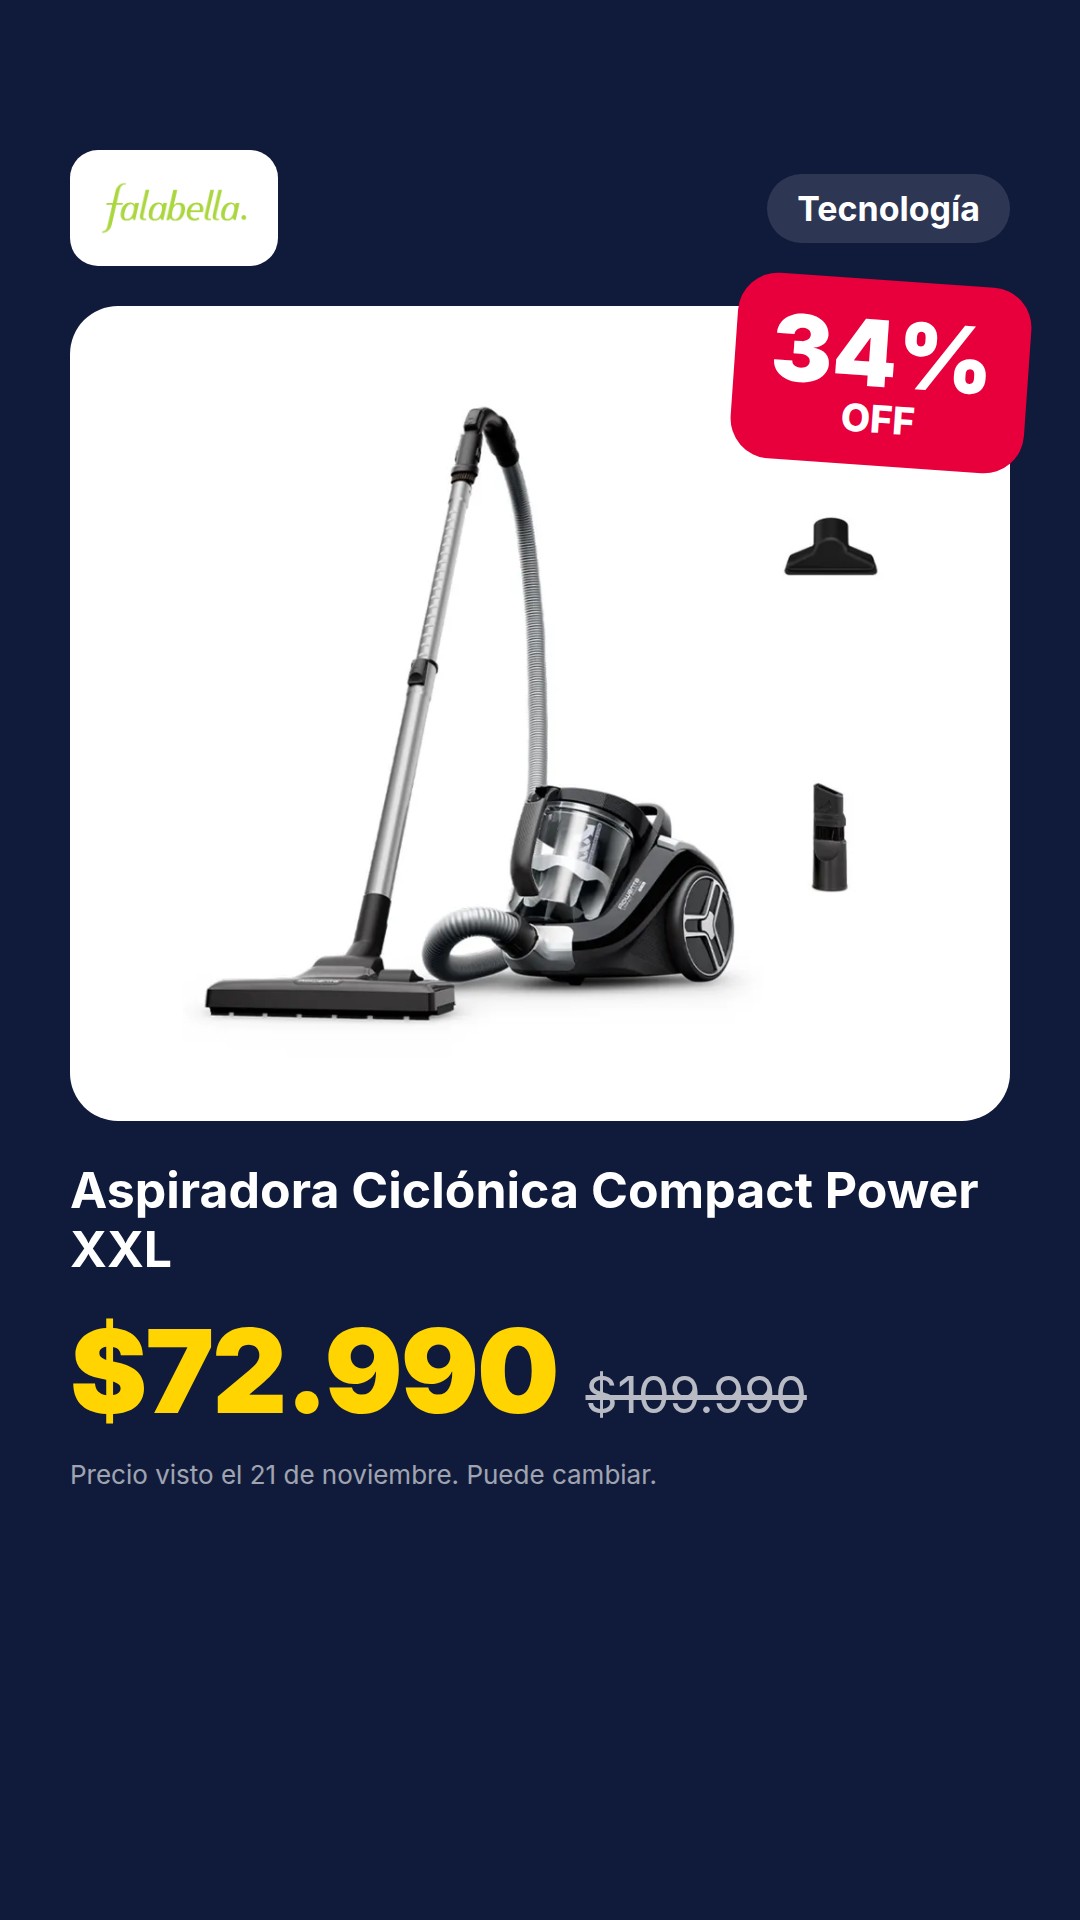 falabella.
Tecnología
34%
OFF
rowenta
Aspiradora Ciclónica Compact Power
XXL
$72.990 $109.990
Precio visto el 21 de noviembre. Puede cambiar.